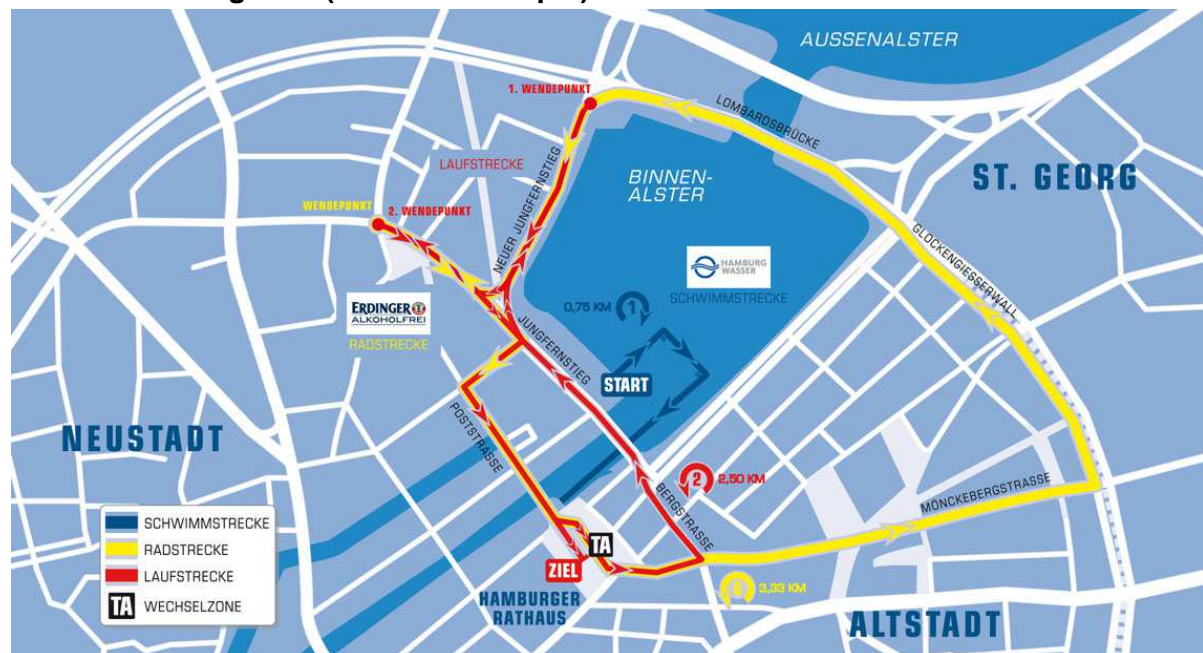 AUSSENALSTER
1. WENDEPUNKT
LOMBARDSBRÜCKE
LAUFSTRECKE
BINNEN-
ALSTER
ST. GEORG
WENDEPUNKT
2. WENDEPUNKT
NEUER JUNGFERNSTIEG
GLOCKENGIESSERWALL
HAMBURG
WASSER
SCHWIMMSTRECKE
ERDINGER
ALKOHOLFREI
RADSTRECKE
0,75 KM
1
JUNGFERNSTIEG
START
NEUSTADT
POSTSTRASSE
2
2,50 KM
BERGSTRASSE
MÖNCKEBERGSTRASSE
SCHWIMMSTRECKE
RADSTRECKE
LAUFSTRECKE
TA WECHSELZONE
TA
ZIEL
HAMBURGER
RATHAUS
3,33 KM
ALTSTADT